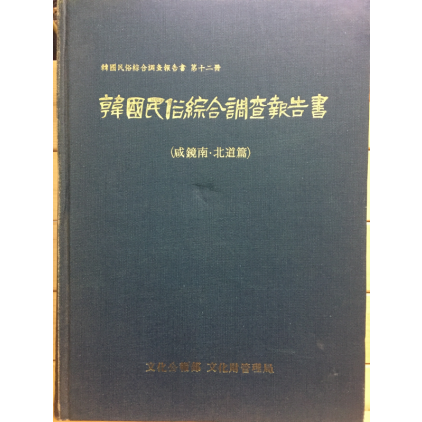 韓國民俗綜合調査報告書 第十二冊
韓國民俗綜合調査報告書
(咸鏡南·北道篇)
文化公報部 文化財管理局